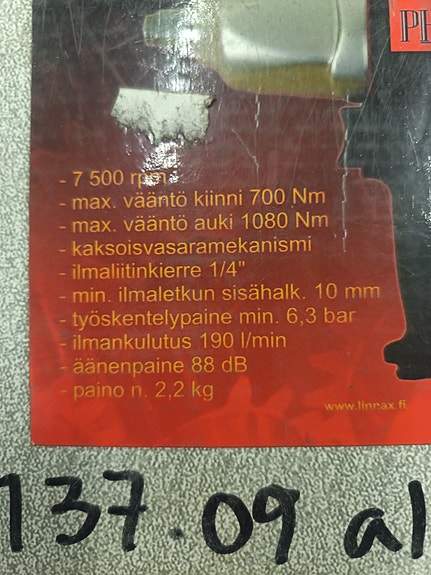 7 500 rpm
- max. vääntö kiinni 700 Nm
- max. vääntö auki 1080 Nm
- kaksoisvasaramekanismi
- ilmaliitinkierre 1/4"
- min. ilmaletkun sisähalk. 10 mm
- työskentelypaine min. 6,3 bar
- ilmankulutus 190 l/min
- äänenpaine 88 dB
- paino n. 2,2 kg
www.linnax.fi
137.09 al